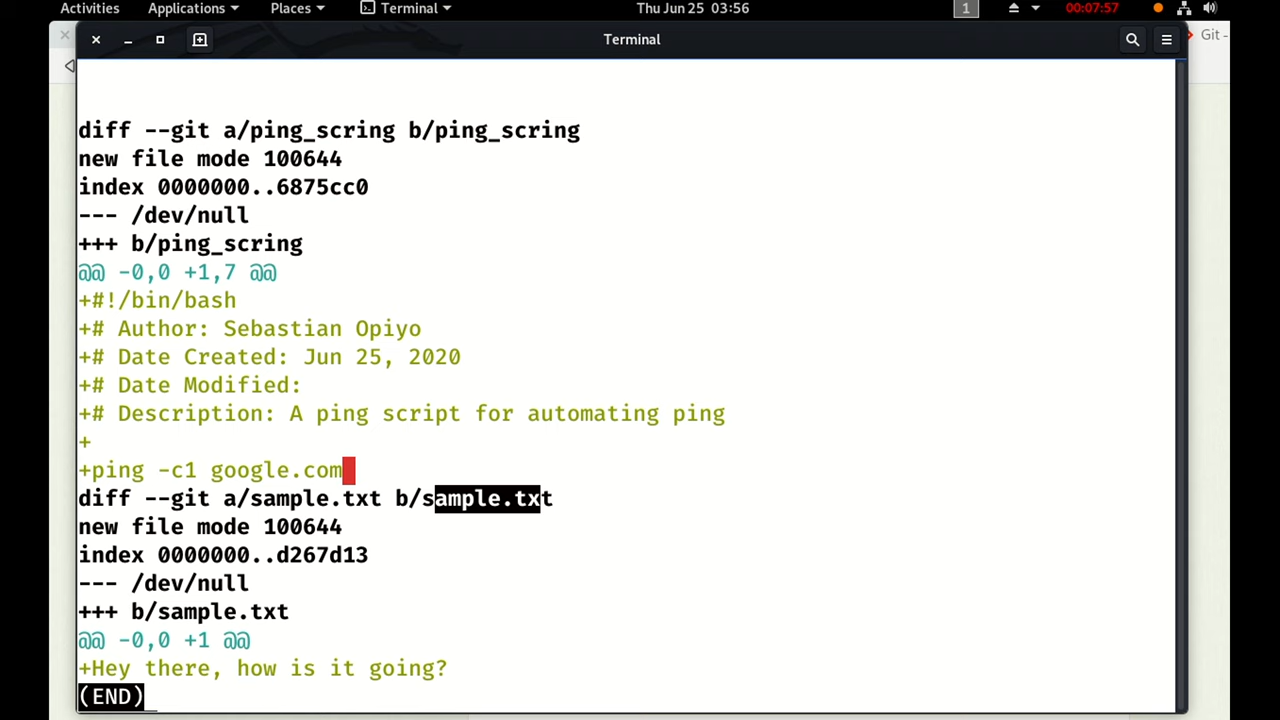 Activities Applications Places Terminal Thu Jun 25 03:56 1 00:07:57
Terminal
Git -
diff --git a/ping_scring b/ping_scring
new file mode 100644
index 0000000..6875cc0
--- /dev/null
+++ b/ping_scring
@@ -0,0 +1,7 @@
+#!/bin/bash
+# Author: Sebastian Opiyo
+# Date Created: Jun 25, 2020
+# Date Modified:
+# Description: A ping script for automating ping
+
+ping -c1 google.com
diff --git a/sample.txt b/sample.txt
new file mode 100644
index 0000000..d267d13
--- /dev/null
+++ b/sample.txt
@@ -0,0 +1 @@
+Hey there, how is it going?
(END)